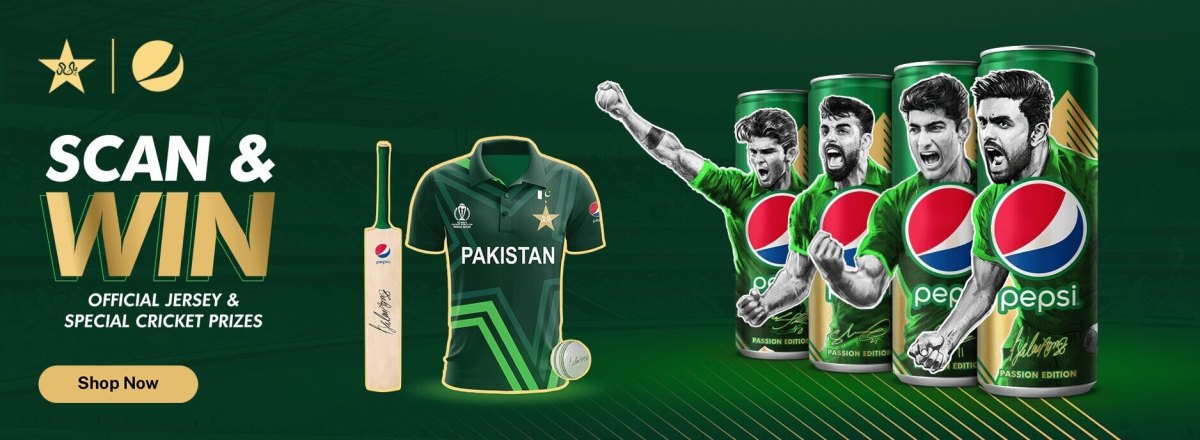 SCAN &
WIN
OFFICIAL JERSEY &
SPECIAL CRICKET PRIZES
Shop Now
pepsi
PAKISTAN
pepsi
PASSION EDITION
PASSION EDITION
pepsi
PASSION EDITION